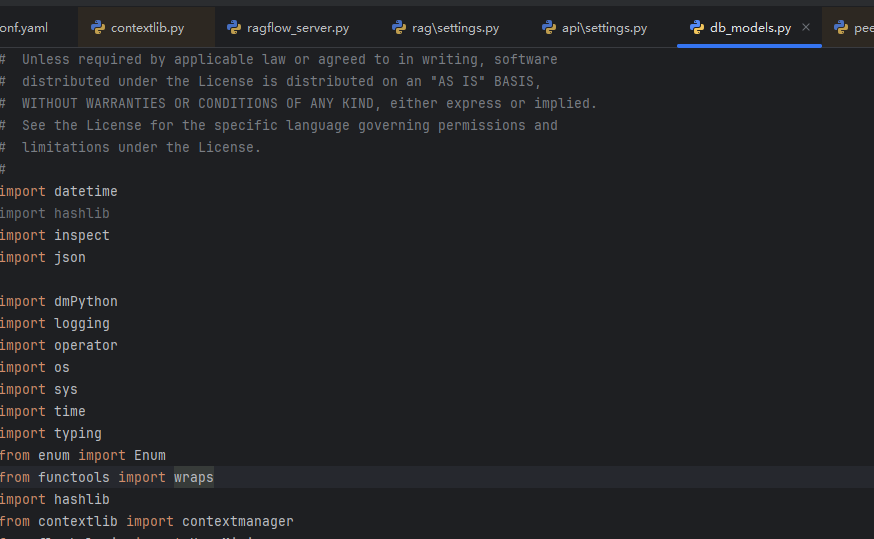 onf.yaml contextlib.py ragflow_server.py rag\settings.py api\settings.py db_models.py × pee
# Unless required by applicable law or agreed to in writing, software
# distributed under the License is distributed on an "AS IS" BASIS,
# WITHOUT WARRANTIES OR CONDITIONS OF ANY KIND, either express or implied.
# See the License for the specific language governing permissions and
# limitations under the License.
#
import datetime
import hashlib
import inspect
import json
import dmPython
import logging
import operator
import os
import sys
import time
import typing
from enum import Enum
from functools import wraps
import hashlib
from contextlib import contextmanager